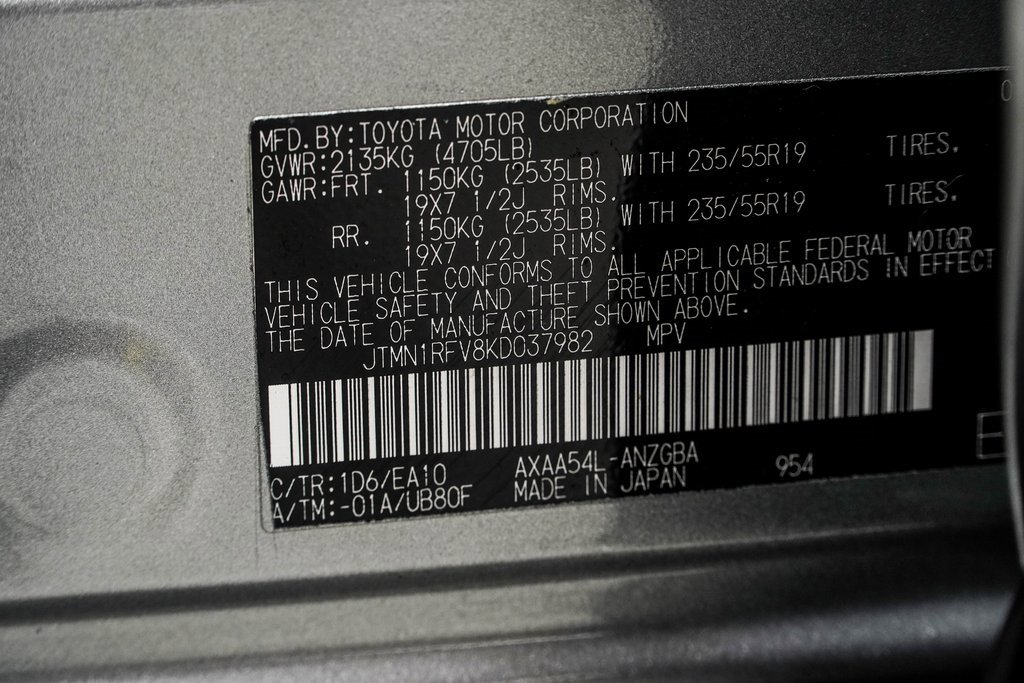 MFD.BY:TOYOTA MOTOR CORPORATION
GVWR:2135KG (4705LB)
GAWR:FRT. 1150KG (2535LB) WITH 235/55R19 TIRES.
19X7 1/2J RIMS.
RR. 1150KG (2535LB) WITH 235/55R19 TIRES.
19X7 1/2J RIMS.
THIS VEHICLE CONFORMS TO ALL APPLICABLE FEDERAL MOTOR
VEHICLE SAFETY AND THEFT PREVENTION STANDARDS IN EFFECT
THE DATE OF MANUFACTURE SHOWN ABOVE.
JTMN1RFV8KD037982 MPV
C/TR:1D6/EA10 AXAA54L-ANZGBA 954
A/TM:-01A/UB80F MADE IN JAPAN